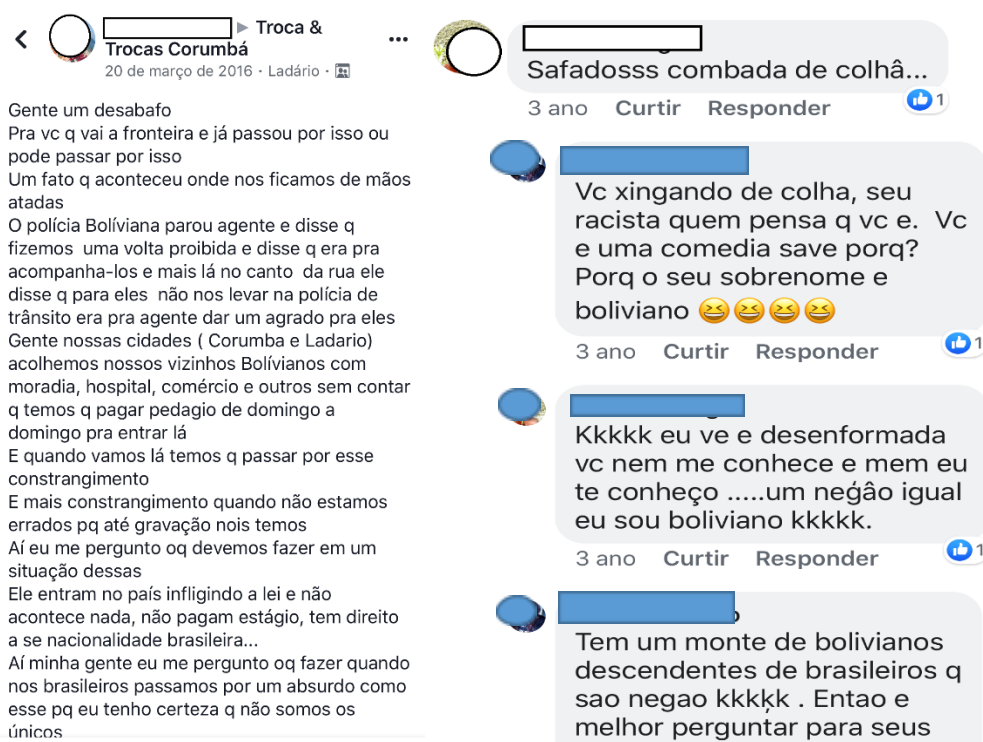 Troca &
Trocas Corumbá
20 de março de 2016 · Ladário ·
Gente um desabafo
Pra vc q vai a fronteira e já passou por isso ou
pode passar por isso
Um fato q aconteceu onde nos ficamos de mãos
atadas
O polícia Bolíviana parou agente e disse q
fizemos uma volta proibida e disse q era pra
acompanha-los e mais lá no canto da rua ele
disse q para eles não nos levar na polícia de
trânsito era pra agente dar um agrado pra eles
Gente nossas cidades ( Corumba e Ladario)
acolhemos nossos vizinhos Bolívianos com
moradia, hospital, comércio e outros sem contar
q temos q pagar pedagio de domingo a
domingo pra entrar lá
E quando vamos lá temos q passar por esse
constrangimento
E mais constrangimento quando não estamos
errados pq até gravação nois temos
Aí eu me pergunto oq devemos fazer em um
situação dessas
Ele entram no país infligindo a lei e não
acontece nada, não pagam estágio, tem direito
a se nacionalidade brasileira...
Aí minha gente eu me pergunto oq fazer quando
nos brasileiros passamos por um absurdo como
esse pq eu tenho certeza q não somos os
únicos
Safadosss combada de colhâ...
3 ano Curtir Responder
1
Vc xingando de colha, seu
racista quem pensa q vc e. Vc
e uma comedia save porq?
Porq o seu sobrenome e
boliviano 😆😆😆😆
3 ano Curtir Responder
1
Kkkkk eu ve e desenformada
vc nem me conhece e mem eu
te conheço .....um neģâo igual
eu sou boliviano kkkkk.
3 ano Curtir Responder
1
Tem um monte de bolivianos
descendentes de brasileiros q
sao negao kkkķk . Entao e
melhor perguntar para seus